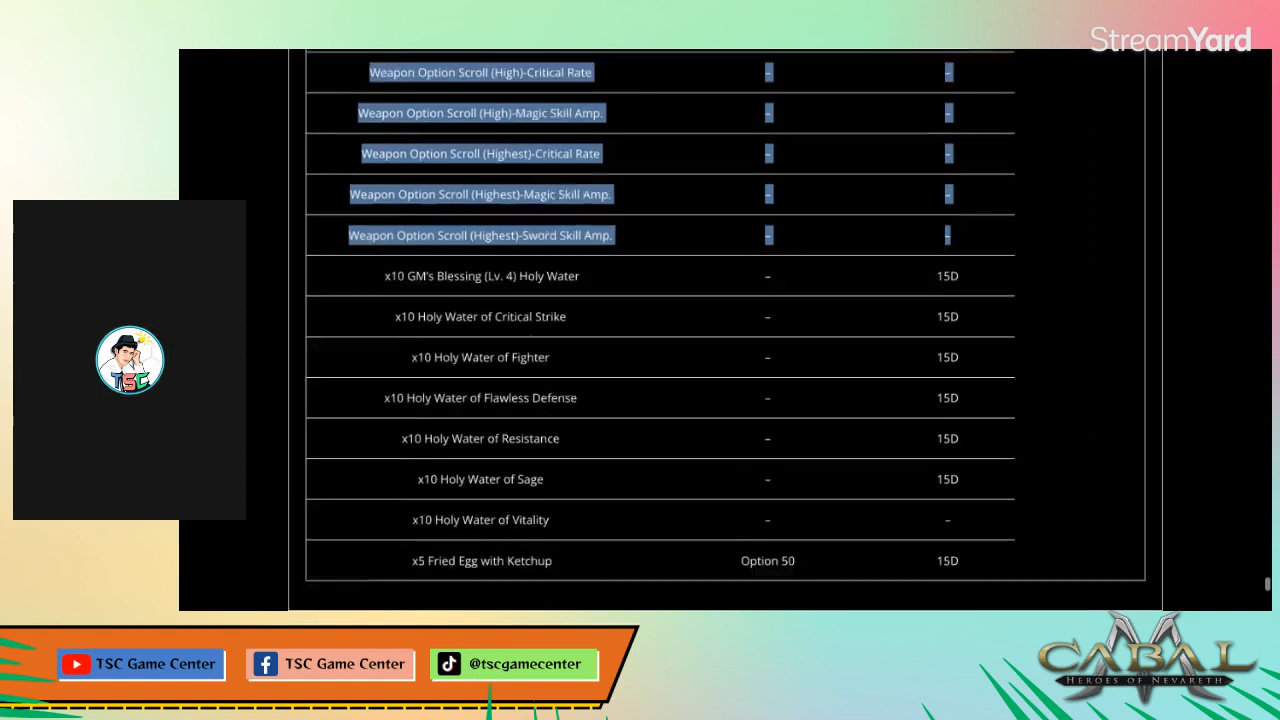 StreamYard
Weapon Option Scroll (High)-Critical Rate – –
Weapon Option Scroll (High)-Magic Skill Amp. – –
Weapon Option Scroll (Highest)-Critical Rate – –
Weapon Option Scroll (Highest)-Magic Skill Amp. – –
Weapon Option Scroll (Highest)-Sword Skill Amp. – –
x10 GM's Blessing (Lv. 4) Holy Water – 15D
x10 Holy Water of Critical Strike – 15D
x10 Holy Water of Fighter – 15D
x10 Holy Water of Flawless Defense – 15D
x10 Holy Water of Resistance – 15D
x10 Holy Water of Sage – 15D
x10 Holy Water of Vitality – –
x5 Fried Egg with Ketchup Option 50 15D
TSC
TSC Game Center TSC Game Center @tscgamecenter
CABAL
HEROES OF NEVARETH